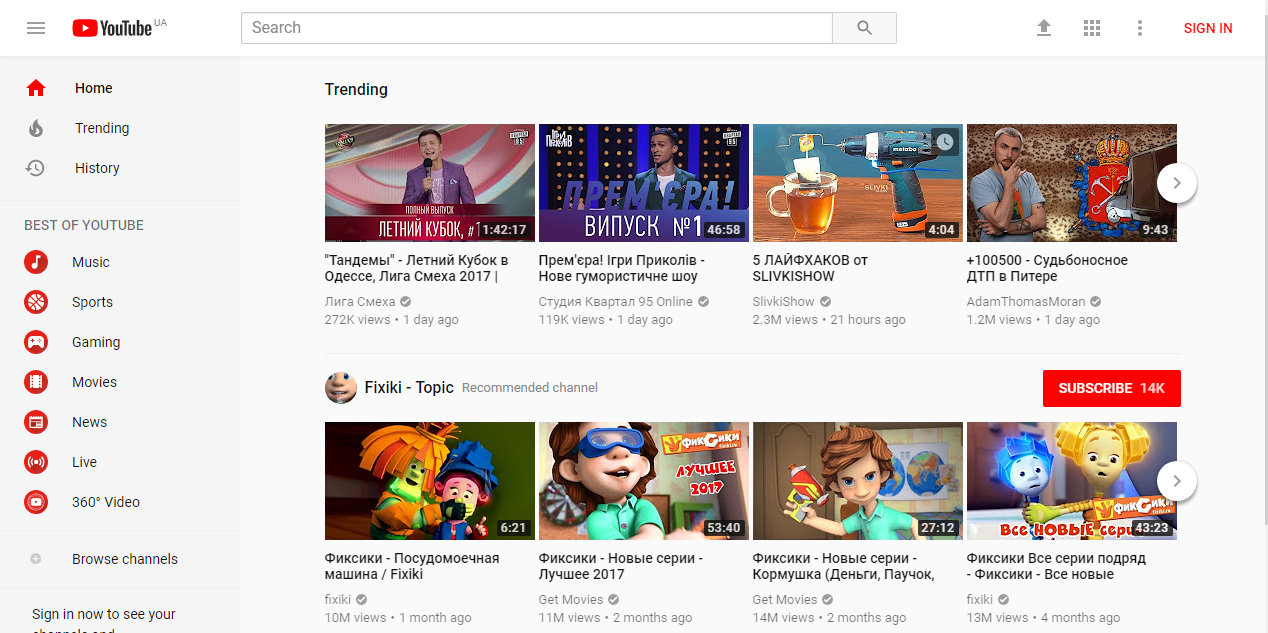 YouTube UA
Search
SIGN IN
Home
Trending
History
BEST OF YOUTUBE
Music
Sports
Gaming
Movies
News
Live
360° Video
Browse channels
Sign in now to see your
channels and
Trending
ПОЛНЫЙ ВЫПУСК
ЛЕТНИЙ КУБОК, #1
1:42:17
"Тандемы" - Летний Кубок в
Одессе, Лига Смеха 2017 |
Лига Смеха
272K views • 1 day ago
ІГРИ ПРИКОЛІВ
ПРЕМ'ЄРА!
ВИПУСК №1
46:58
Прем'єра! Ігри Приколів -
Нове гумористичне шоу
Студия Квартал 95 Online
119K views • 1 day ago
metabo
SLIVKI
4:04
5 ЛАЙФХАКОВ от
SLIVKISHOW
SlivkiShow
2.3M views • 21 hours ago
9:43
+100500 - Судьбоносное
ДТП в Питере
AdamThomasMoran
1.2M views • 1 day ago
Fixiki - Topic Recommended channel
SUBSCRIBE 14K
6:21
Фиксики - Посудомоечная
машина / Fixiki
fixiki
10M views • 1 month ago
ФИКСИКИ
ЛУЧШЕЕ
2017
53:40
Фиксики - Новые серии -
Лучшее 2017
Get Movies
11M views • 2 months ago
27:12
Фиксики - Новые серии -
Кормушка (Деньги, Паучок,
Get Movies
14M views • 2 months ago
ФИКСИКИ
Все НОВЫЕ серии
43:23
Фиксики Все серии подряд
- Фиксики - Все новые
fixiki
13M views • 4 months ago